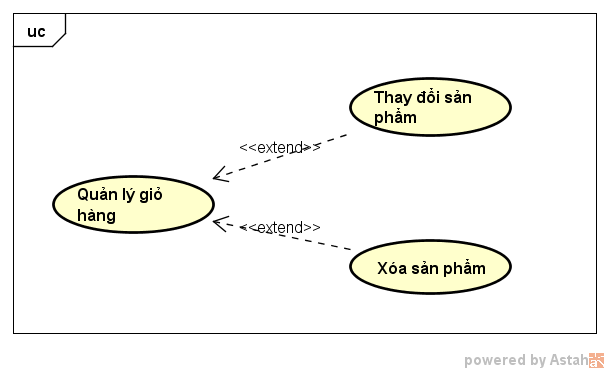 uc
Thay đổi sản
phẩm
<<extend>>
Quản lý giỏ
hàng
<<extend>>
Xóa sản phẩm
powered by Astah